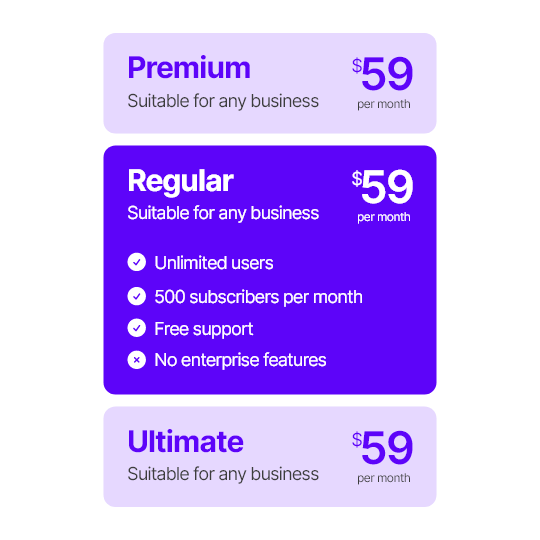 Premium
$59
Suitable for any business
per month
Regular
$59
Suitable for any business
per month
Unlimited users
500 subscribers per month
Free support
No enterprise features
Ultimate
$59
Suitable for any business
per month